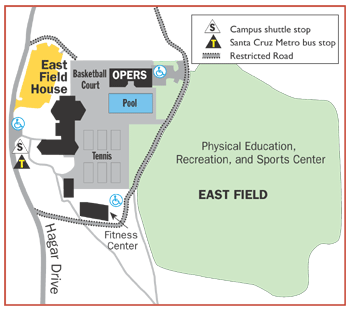 S Campus shuttle stop
T Santa Cruz Metro bus stop
Restricted Road
East
Field
House
Basketball
Court
OPERS
Pool
Tennis
S
T
Physical Education,
Recreation, and Sports Center
EAST FIELD
Fitness
Center
Hagar Drive